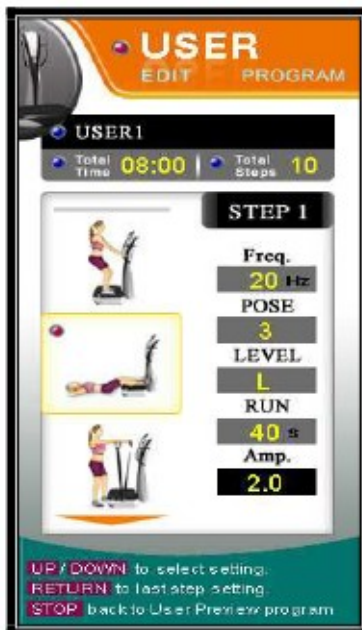 USER
EDIT PROGRAM
USER1
Total Time 08:00 Total Steps 10
STEP 1
Freq.
20 Hz
POSE
3
LEVEL
L
RUN
40 s
Amp.
2.0
UP / DOWN to select setting.
RETURN to last step setting.
STOP back to User Preview program